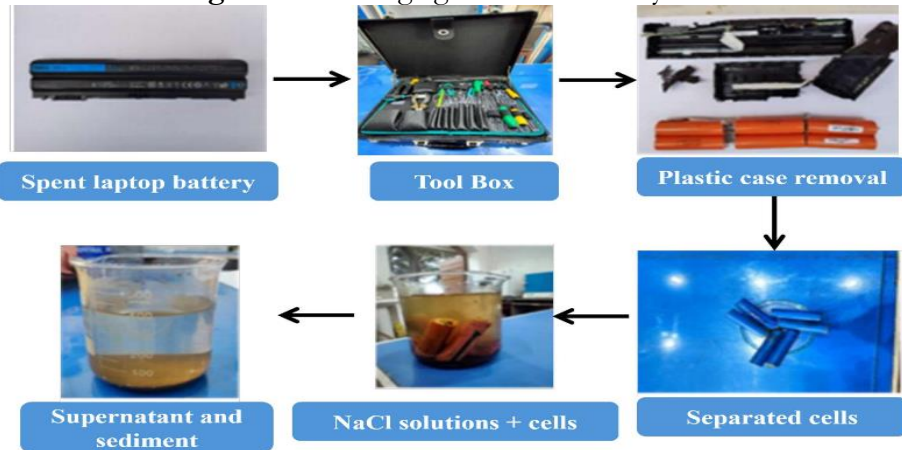 Spent laptop battery
Tool Box
Plastic case removal
Separated cells
NaCl solutions + cells
Supernatant and
sediment